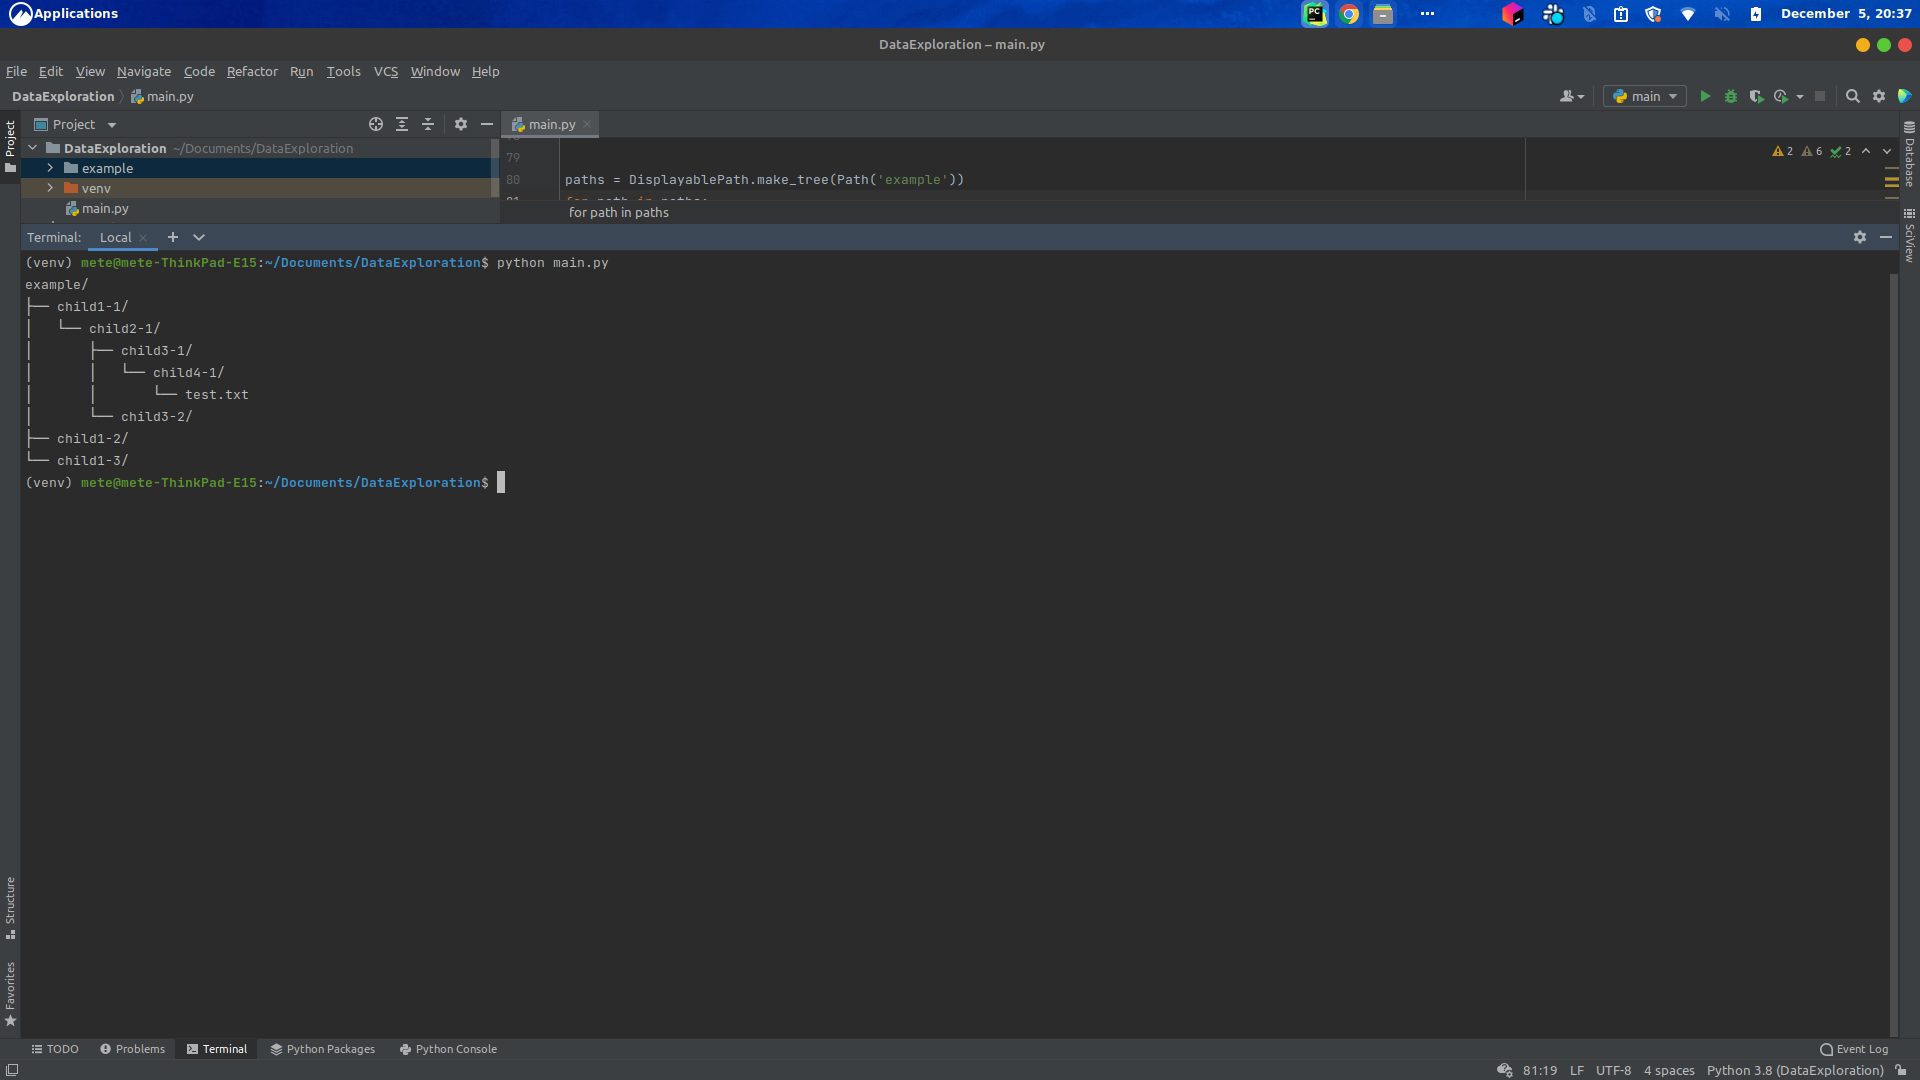 Applications
December 5, 20:37
DataExploration – main.py
File Edit View Navigate Code Refactor Run Tools VCS Window Help
DataExploration main.py
main
Project
main.py
Project
DataExploration ~/Documents/DataExploration
example
venv
main.py
79
80 paths = DisplayablePath.make_tree(Path('example'))
for path in paths
2 6 2
Database
SciView
Terminal: Local
(venv) mete@mete-ThinkPad-E15:~/Documents/DataExploration$ python main.py
example/
├── child1-1/
│   └── child2-1/
│       ├── child3-1/
│       │   └── child4-1/
│       │       └── test.txt
│       └── child3-2/
├── child1-2/
└── child1-3/
(venv) mete@mete-ThinkPad-E15:~/Documents/DataExploration$
Structure
Favorites
TODO Problems Terminal Python Packages Python Console Event Log
81:19 LF UTF-8 4 spaces Python 3.8 (DataExploration)